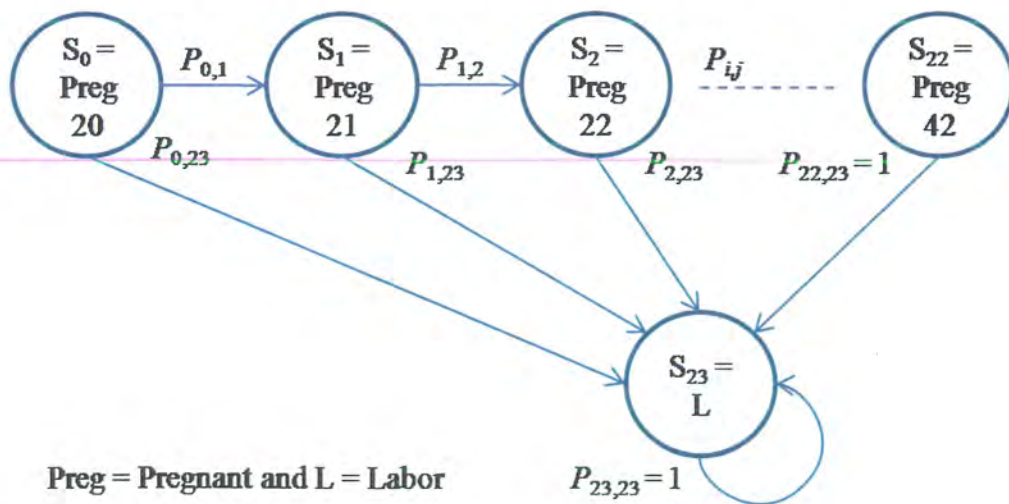 S₀ =
Preg
20
P₀,₁
S₁ =
Preg
21
P₁,₂
S₂ =
Preg
22
Pᵢ,ⱼ
S₂₂ =
Preg
42
P₀,₂₃
P₁,₂₃
P₂,₂₃
P₂₂,₂₃ = 1
S₂₃ =
L
Preg = Pregnant and L = Labor
P₂₃,₂₃ = 1